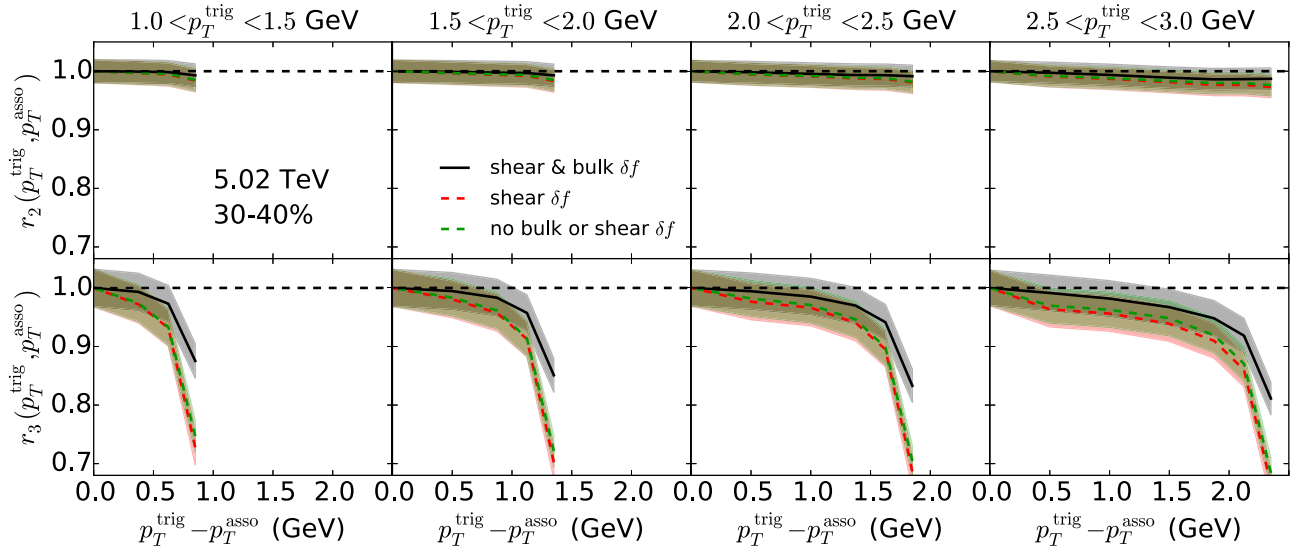 1.0 <p_T^trig <1.5 GeV
1.5 <p_T^trig <2.0 GeV
2.0 <p_T^trig <2.5 GeV
2.5 <p_T^trig <3.0 GeV
r_2(p_T^trig, p_T^asso)
1.0
0.9
0.8
0.7
5.02 TeV
30-40%
shear & bulk δf
shear δf
no bulk or shear δf
r_3(p_T^trig, p_T^asso)
1.0
0.9
0.8
0.7
0.0 0.5 1.0 1.5 2.0
0.0 0.5 1.0 1.5 2.0
0.0 0.5 1.0 1.5 2.0
0.0 0.5 1.0 1.5 2.0
p_T^trig−p_T^asso (GeV)
p_T^trig−p_T^asso (GeV)
p_T^trig−p_T^asso (GeV)
p_T^trig−p_T^asso (GeV)